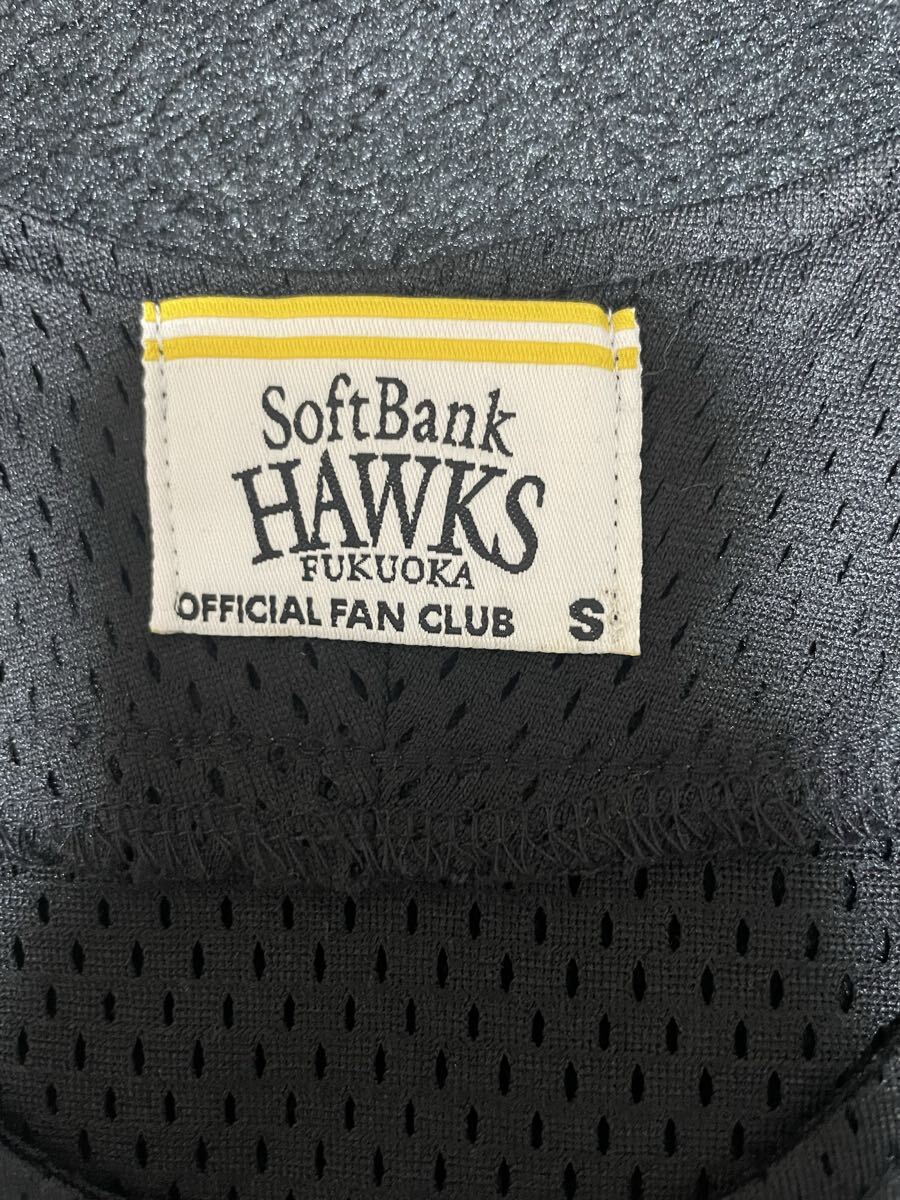 SoftBank
HAWKS
FUKUOKA
OFFICIAL FAN CLUB S